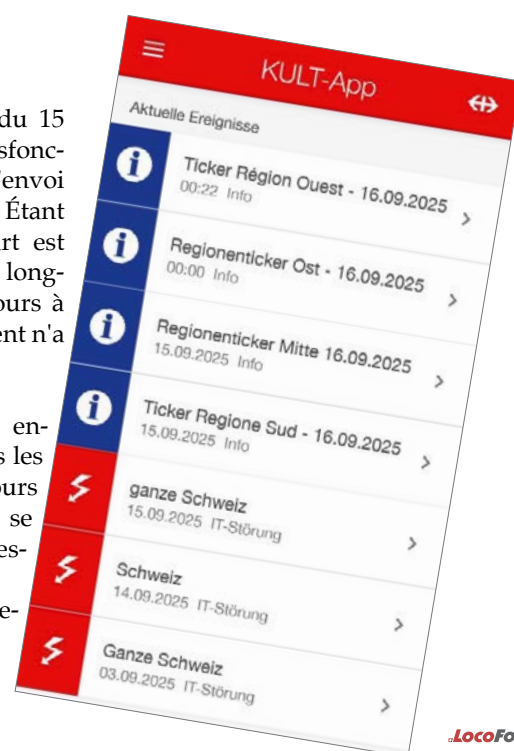 du 15
sfonc-
'envoi
Étant
rt est
long-
ours à
ent n'a
en-
s les
ours
se
es-
e-
KULT-App
Aktuelle Ereignisse
Ticker Région Ouest - 16.09.2025
00:22 Info
Regionenticker Ost - 16.09.2025
00:00 Info
Regionenticker Mitte 16.09.2025
15.09.2025 Info
Ticker Regione Sud - 16.09.2025
15.09.2025 Info
ganze Schweiz
15.09.2025 IT-Störung
Schweiz
14.09.2025 IT-Störung
Ganze Schweiz
03.09.2025 IT-Störung
LocoFo